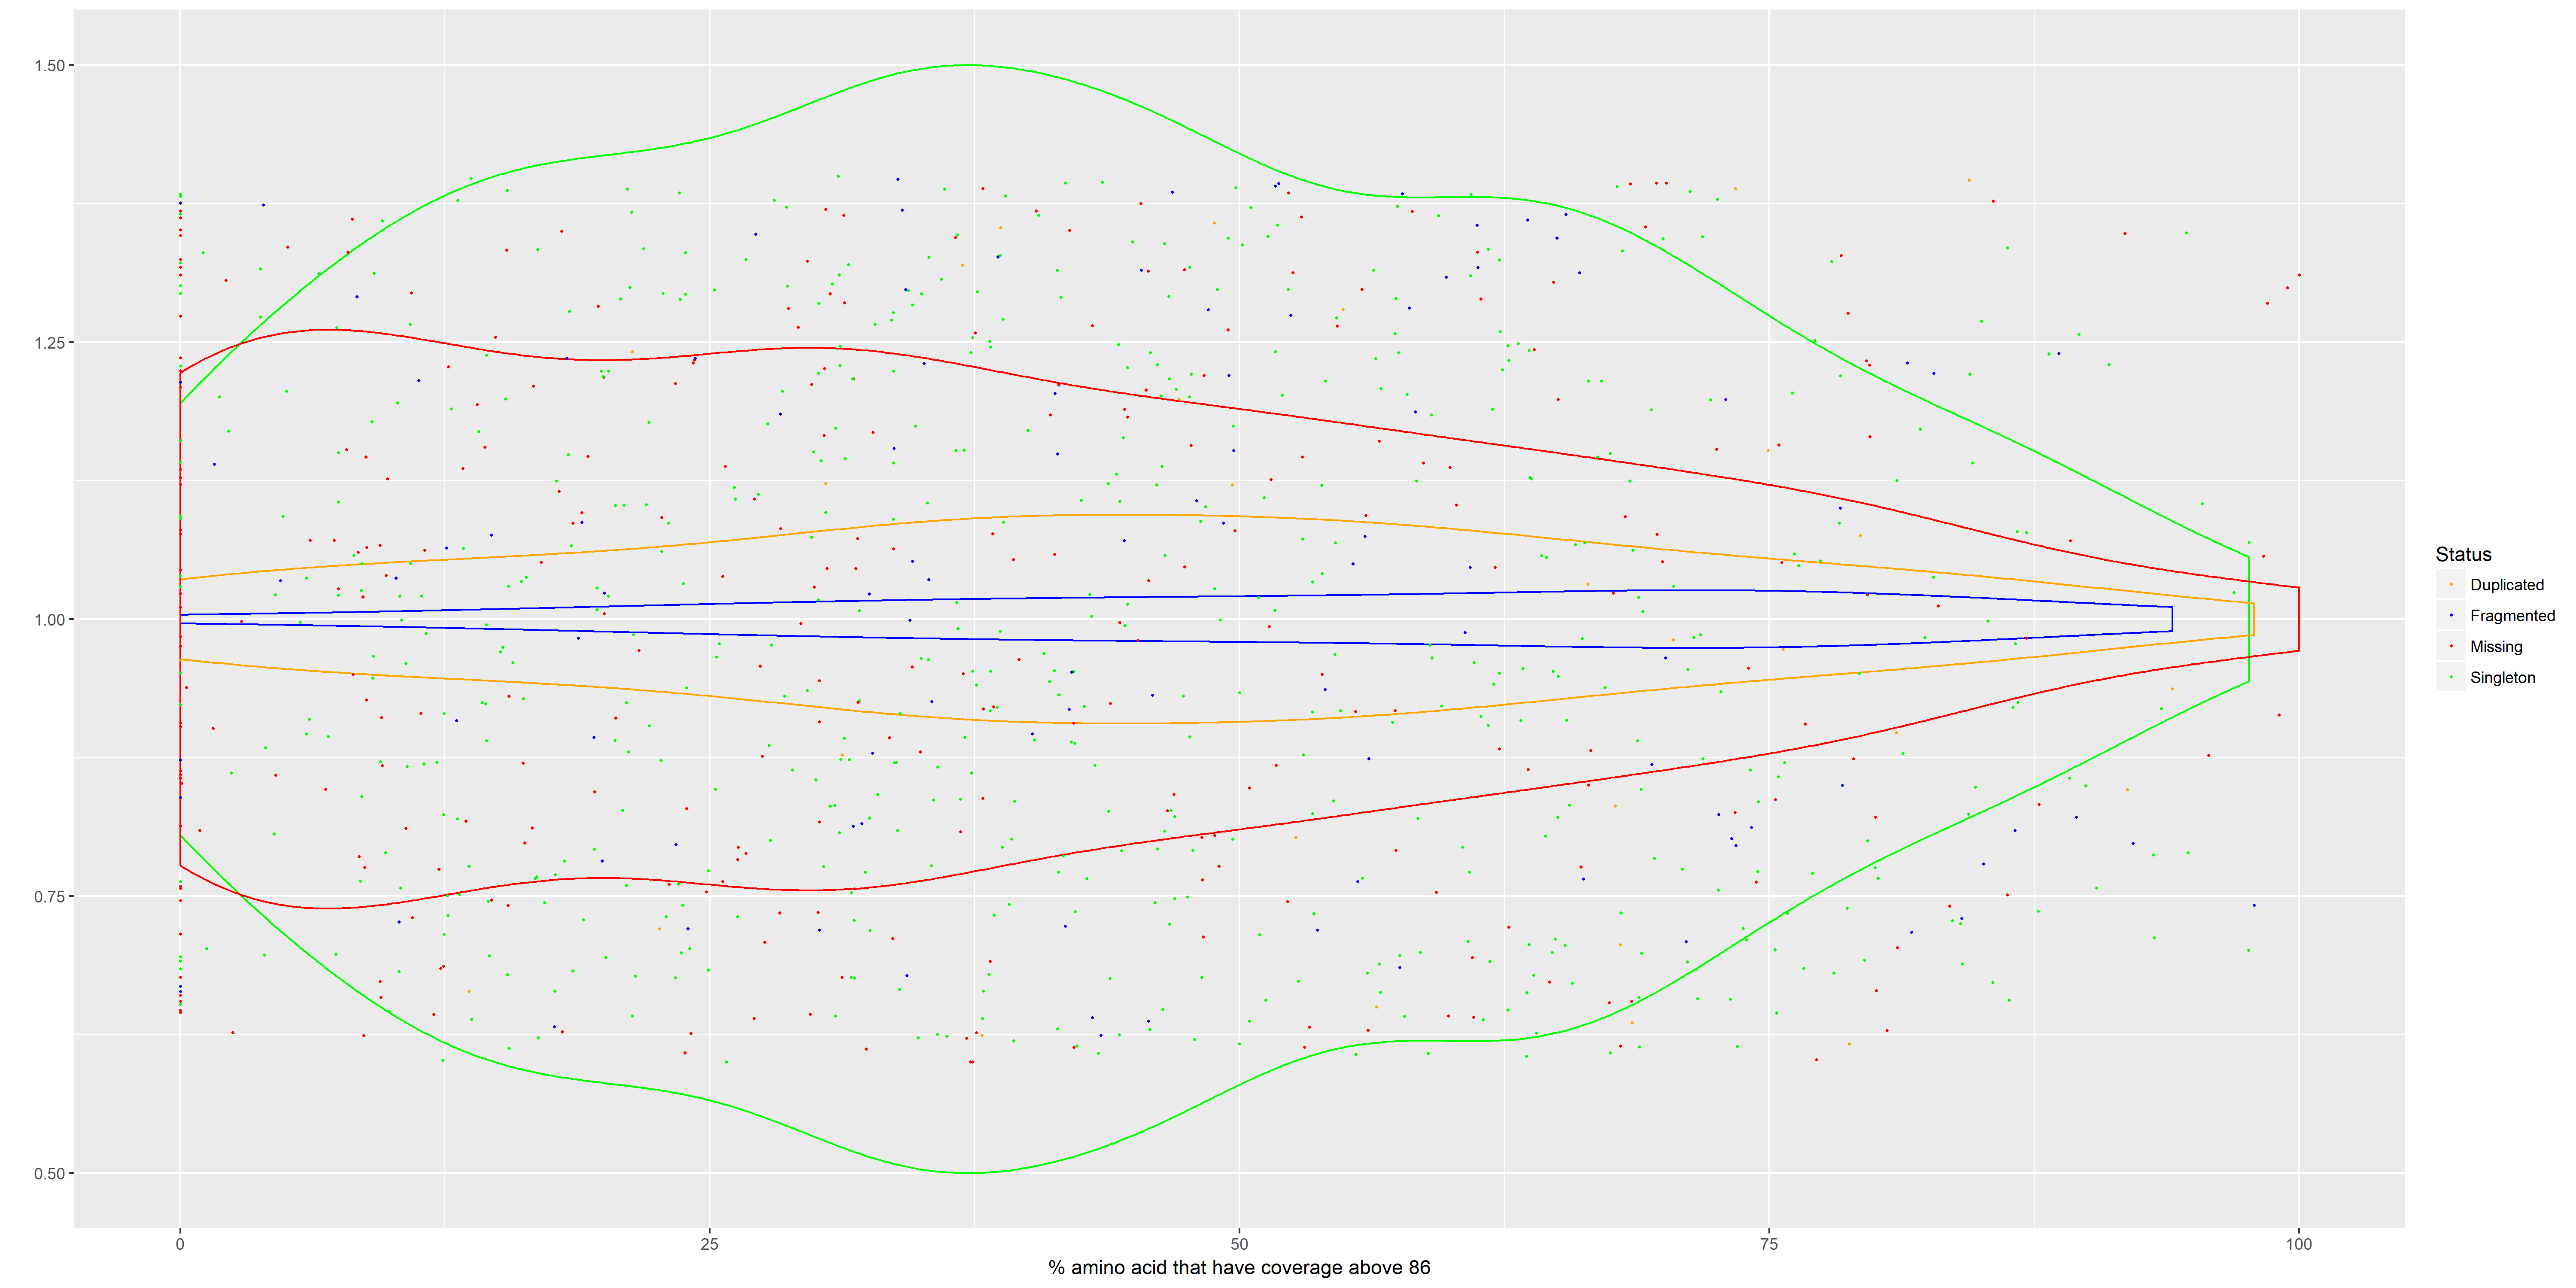 1.50
1.25
1.00
0.75
0.50
0
25
50
75
100
% amino acid that have coverage above 86
Status
Duplicated
Fragmented
Missing
Singleton